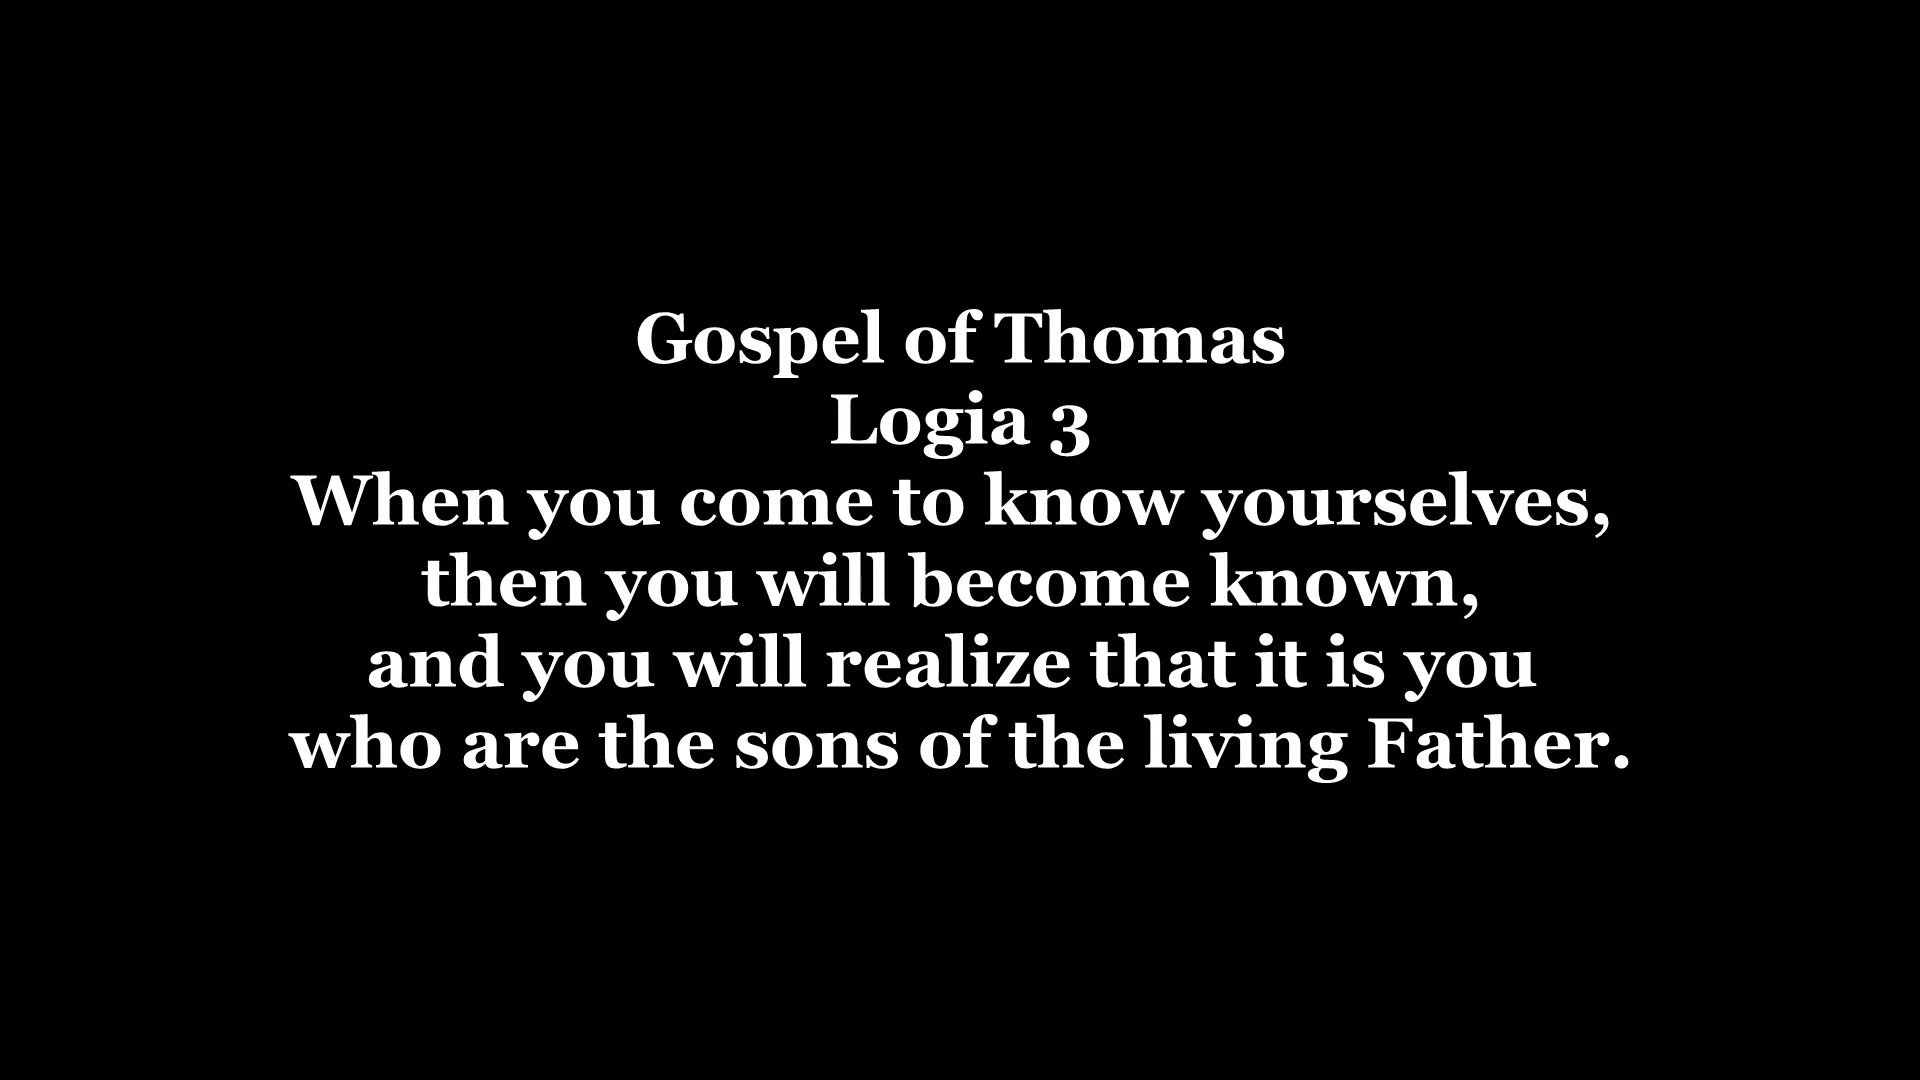 Gospel of Thomas
Logia 3
When you come to know yourselves,
then you will become known,
and you will realize that it is you
who are the sons of the living Father.